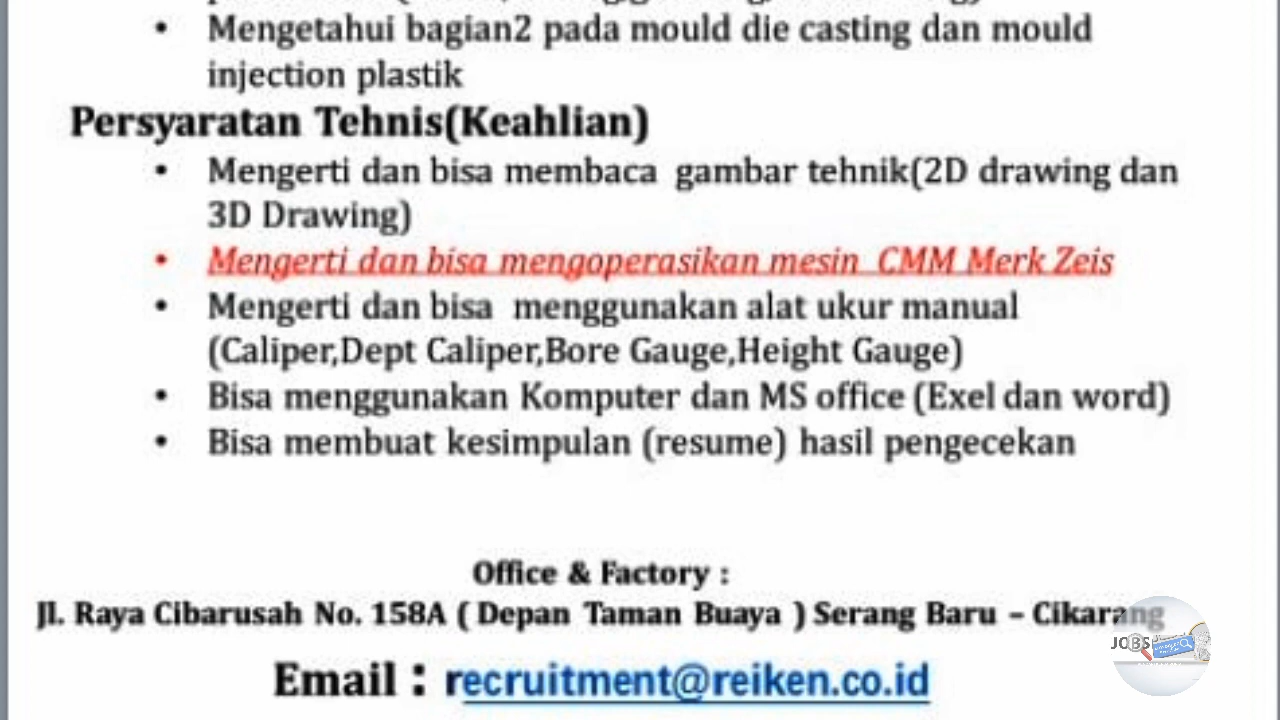 • Mengetahui bagian2 pada mould die casting dan mould
injection plastik
Persyaratan Tehnis(Keahlian)
• Mengerti dan bisa membaca gambar tehnik(2D drawing dan
3D Drawing)
• Mengerti dan bisa mengoperasikan mesin CMM Merk Zeis
• Mengerti dan bisa menggunakan alat ukur manual
(Caliper,Dept Caliper,Bore Gauge,Height Gauge)
• Bisa menggunakan Komputer dan MS office (Exel dan word)
• Bisa membuat kesimpulan (resume) hasil pengecekan
Office & Factory :
Jl. Raya Cibarusah No. 158A ( Depan Taman Buaya ) Serang Baru – Cikarang
JOBS
Email : recruitment@reiken.co.id